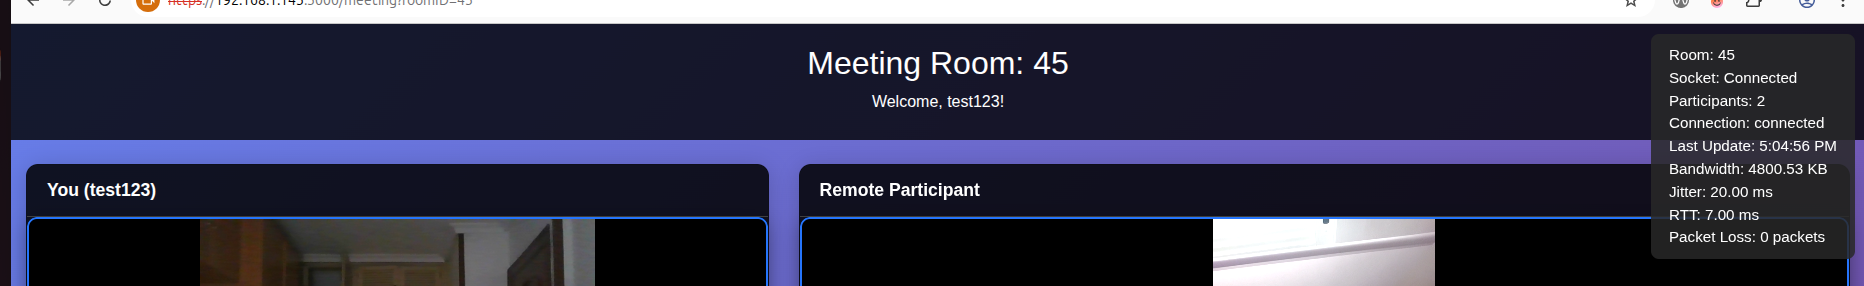 https://192.168.1.145:5000/meeting?roomID=45
Meeting Room: 45
Welcome, test123!
Room: 45
Socket: Connected
Participants: 2
Connection: connected
Last Update: 5:04:56 PM
Bandwidth: 4800.53 KB
Jitter: 20.00 ms
RTT: 7.00 ms
Packet Loss: 0 packets
You (test123)
Remote Participant